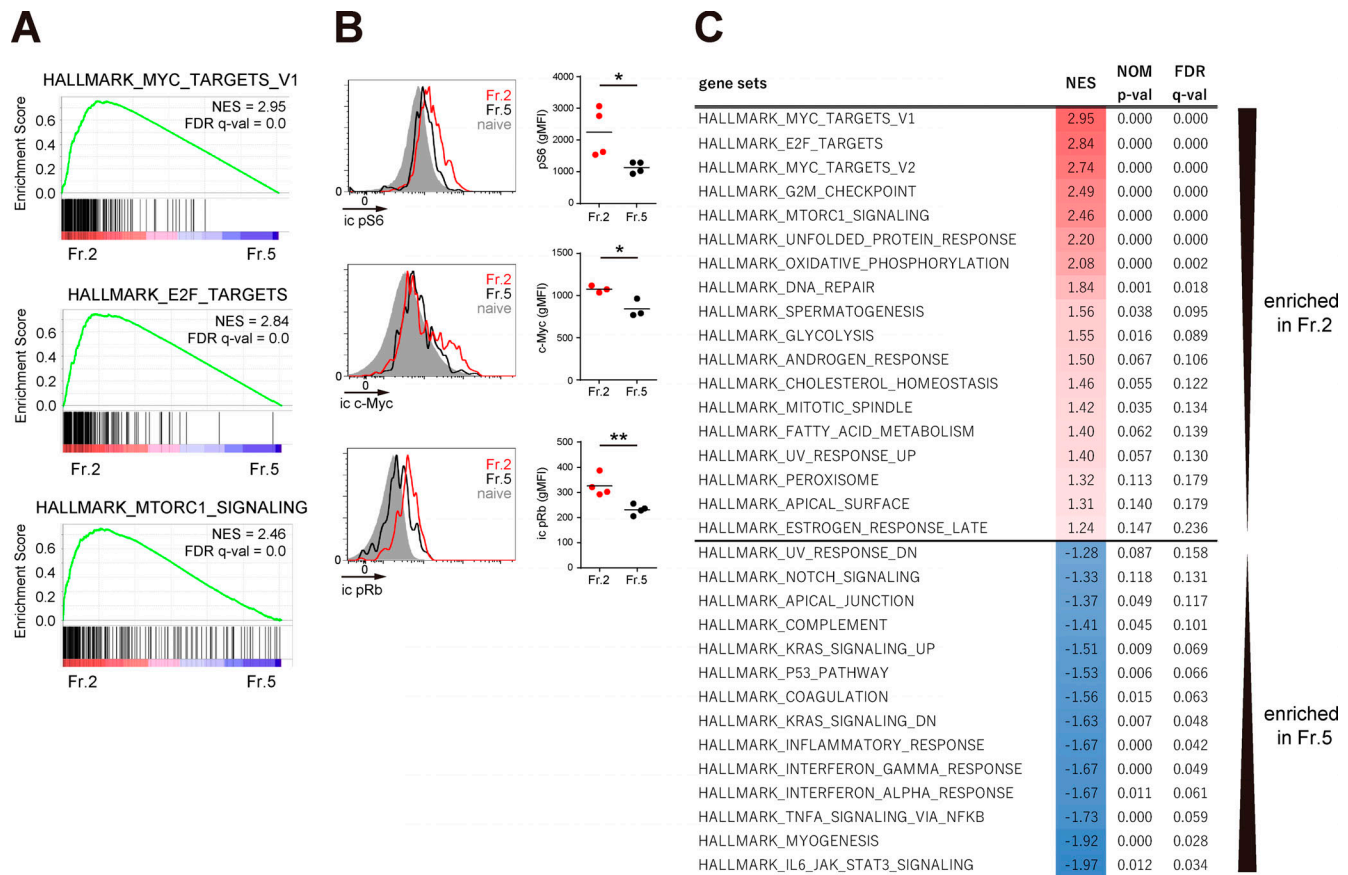 A
HALLMARK_MYC_TARGETS_V1
Enrichment Score
0.6
0.4
0.2
0.0
NES = 2.95
FDR q-val = 0.0
Fr.2
Fr.5
HALLMARK_E2F_TARGETS
Enrichment Score
0.6
0.4
0.2
0.0
NES = 2.84
FDR q-val = 0.0
Fr.2
Fr.5
HALLMARK_MTORC1_SIGNALING
Enrichment Score
0.6
0.4
0.2
0.0
NES = 2.46
FDR q-val = 0.0
Fr.2
Fr.5
B
Fr.2
Fr.5
naive
0
0
ic pS6
pS6 (gMFI)
4000
3000
2000
1000
0
*
Fr.2 Fr.5
Fr.2
Fr.5
naive
0
0
ic c-Myc
c-Myc (gMFI)
1500
1000
500
0
*
Fr.2 Fr.5
Fr.2
Fr.5
naive
0
0
ic pRb
ic pRb (gMFI)
500
400
300
200
100
0
**
Fr.2 Fr.5
C
gene sets NES NOM p-val FDR q-val
HALLMARK_MYC_TARGETS_V1 2.95 0.000 0.000
HALLMARK_E2F_TARGETS 2.84 0.000 0.000
HALLMARK_MYC_TARGETS_V2 2.74 0.000 0.000
HALLMARK_G2M_CHECKPOINT 2.49 0.000 0.000
HALLMARK_MTORC1_SIGNALING 2.46 0.000 0.000
HALLMARK_UNFOLDED_PROTEIN_RESPONSE 2.20 0.000 0.000
HALLMARK_OXIDATIVE_PHOSPHORYLATION 2.08 0.000 0.002
HALLMARK_DNA_REPAIR 1.84 0.001 0.018
HALLMARK_SPERMATOGENESIS 1.56 0.038 0.095
HALLMARK_GLYCOLYSIS 1.55 0.016 0.089
HALLMARK_ANDROGEN_RESPONSE 1.50 0.067 0.106
HALLMARK_CHOLESTEROL_HOMEOSTASIS 1.46 0.055 0.122
HALLMARK_MITOTIC_SPINDLE 1.42 0.035 0.134
HALLMARK_FATTY_ACID_METABOLISM 1.40 0.062 0.139
HALLMARK_UV_RESPONSE_UP 1.40 0.057 0.130
HALLMARK_PEROXISOME 1.32 0.113 0.179
HALLMARK_APICAL_SURFACE 1.31 0.140 0.179
HALLMARK_ESTROGEN_RESPONSE_LATE 1.24 0.147 0.236
HALLMARK_UV_RESPONSE_DN -1.28 0.087 0.158
HALLMARK_NOTCH_SIGNALING -1.33 0.118 0.131
HALLMARK_APICAL_JUNCTION -1.37 0.049 0.117
HALLMARK_COMPLEMENT -1.41 0.045 0.101
HALLMARK_KRAS_SIGNALING_UP -1.51 0.009 0.069
HALLMARK_P53_PATHWAY -1.53 0.006 0.066
HALLMARK_COAGULATION -1.56 0.015 0.063
HALLMARK_KRAS_SIGNALING_DN -1.63 0.007 0.048
HALLMARK_INFLAMMATORY_RESPONSE -1.67 0.000 0.042
HALLMARK_INTERFERON_GAMMA_RESPONSE -1.67 0.000 0.049
HALLMARK_INTERFERON_ALPHA_RESPONSE -1.67 0.011 0.061
HALLMARK_TNFA_SIGNALING_VIA_NFKB -1.73 0.000 0.059
HALLMARK_MYOGENESIS -1.92 0.000 0.028
HALLMARK_IL6_JAK_STAT3_SIGNALING -1.97 0.012 0.034
enriched
in Fr.2
enriched
in Fr.5